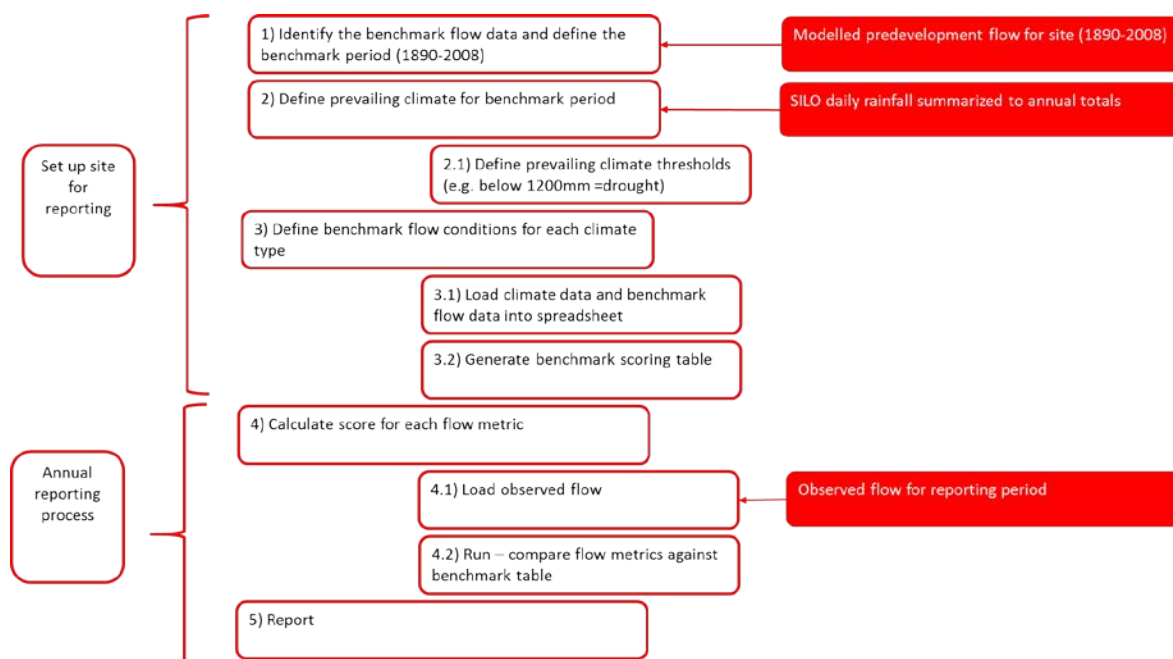 1) Identify the benchmark flow data and define the
benchmark period (1890-2008)
Modelled predevelopment flow for site (1890-2008)
2) Define prevailing climate for benchmark period
SILO daily rainfall summarized to annual totals
Set up site
for
reporting
2.1) Define prevailing climate thresholds
(e.g. below 1200mm =drought)
3) Define benchmark flow conditions for each climate
type
3.1) Load climate data and benchmark
flow data into spreadsheet
3.2) Generate benchmark scoring table
4) Calculate score for each flow metric
Annual
reporting
process
4.1) Load observed flow
Observed flow for reporting period
4.2) Run – compare flow metrics against
benchmark table
5) Report